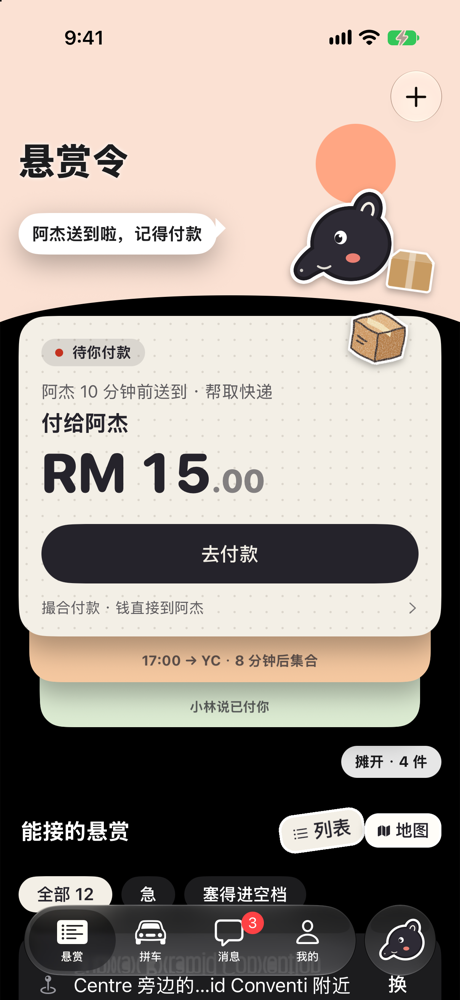 9:41
悬赏令
阿杰送到啦，记得付款
待你付款
阿杰 10 分钟前送到 · 帮取快递
付给阿杰
RM 15.00
去付款
撮合付款 · 钱直接到阿杰
17:00 → YC · 8 分钟后集合
小林说已付你
摊开 · 4 件
能接的悬赏
列表
地图
全部 12
急
塞得进空档
3
悬赏
拼车
消息
我的
Centre 旁边的...id Conventi 附近
换